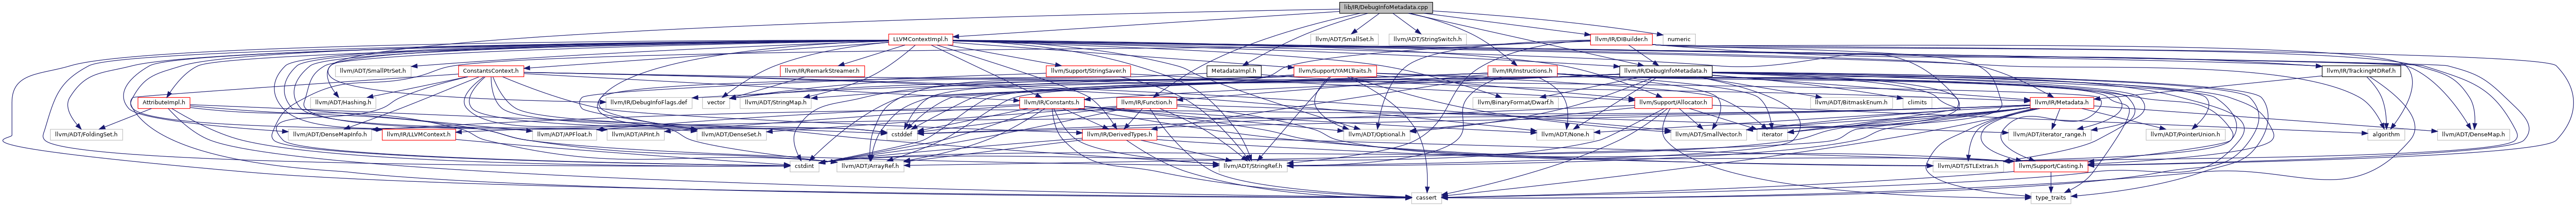 lib/IR/DebugInfoMetadata.cpp
LLVMContextImpl.h
llvm/ADT/SmallSet.h
llvm/ADT/StringSwitch.h
llvm/IR/DIBuilder.h
numeric
llvm/ADT/SmallPtrSet.h
ConstantsContext.h
llvm/IR/RemarkStreamer.h
llvm/Support/StringSaver.h
MetadataImpl.h
llvm/Support/YAMLTraits.h
llvm/IR/Instructions.h
llvm/IR/DebugInfoMetadata.h
llvm/IR/TrackingMDRef.h
AttributeImpl.h
llvm/ADT/Hashing.h
llvm/IR/DebugInfoFlags.def
vector
llvm/ADT/StringMap.h
llvm/IR/Constants.h
llvm/IR/Function.h
llvm/BinaryFormat/Dwarf.h
llvm/Support/Allocator.h
llvm/ADT/BitmaskEnum.h
climits
llvm/IR/Metadata.h
llvm/ADT/FoldingSet.h
llvm/ADT/DenseMapInfo.h
llvm/IR/LLVMContext.h
llvm/ADT/APFloat.h
llvm/ADT/APInt.h
llvm/ADT/DenseSet.h
cstddef
llvm/IR/DerivedTypes.h
llvm/ADT/Optional.h
llvm/ADT/None.h
llvm/ADT/SmallVector.h
iterator
llvm/ADT/iterator_range.h
llvm/ADT/PointerUnion.h
algorithm
llvm/ADT/DenseMap.h
cstdint
llvm/ADT/ArrayRef.h
llvm/ADT/StringRef.h
llvm/ADT/STLExtras.h
llvm/Support/Casting.h
cassert
type_traits